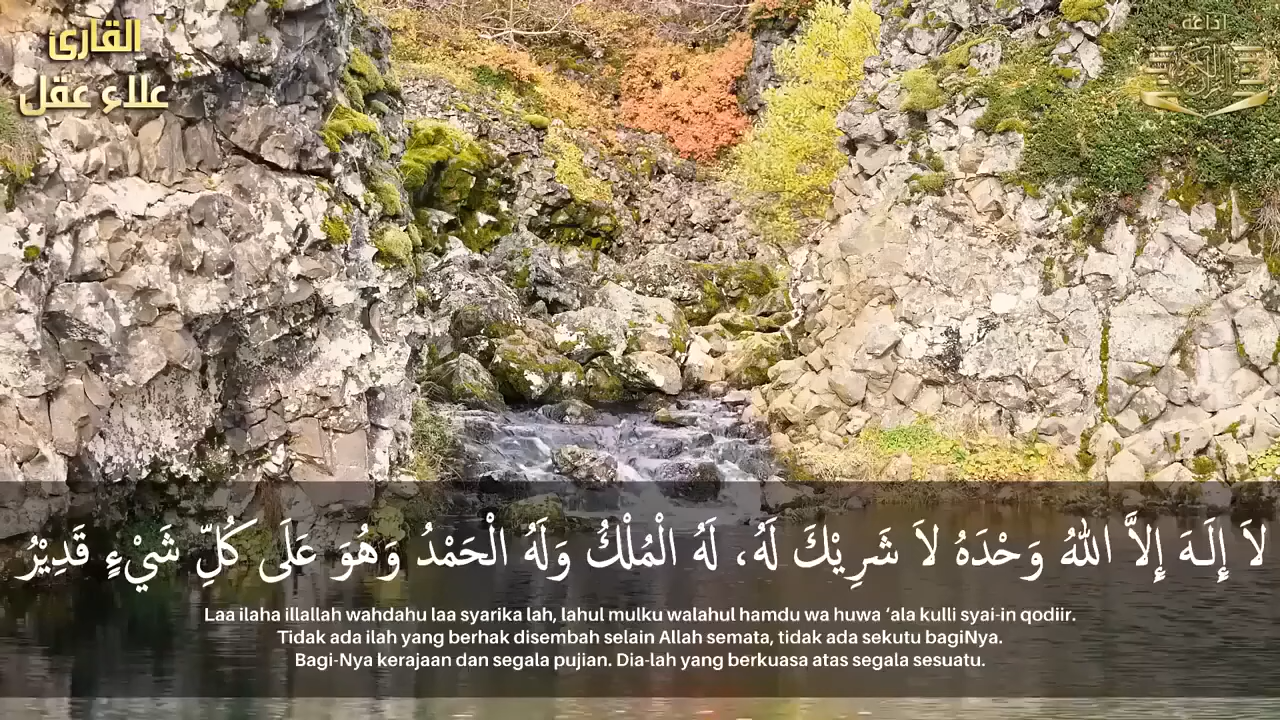 القارئ
علاء عقل
اذاعة
لاَ إِلَـهَ إِلاَّ اللهُ وَحْدَهُ لاَ شَرِيْكَ لَهُ، لَهُ الْمُلْكُ وَلَهُ الْحَمْدُ وَهُوَ عَلَى كُلِّ شَيْءٍ قَدِيْرُ
Laa ilaha illallah wahdahu laa syarika lah, lahul mulku walahul hamdu wa huwa ‘ala kulli syai-in qodiir.
Tidak ada ilah yang berhak disembah selain Allah semata, tidak ada sekutu bagiNya.
Bagi-Nya kerajaan dan segala pujian. Dia-lah yang berkuasa atas segala sesuatu.